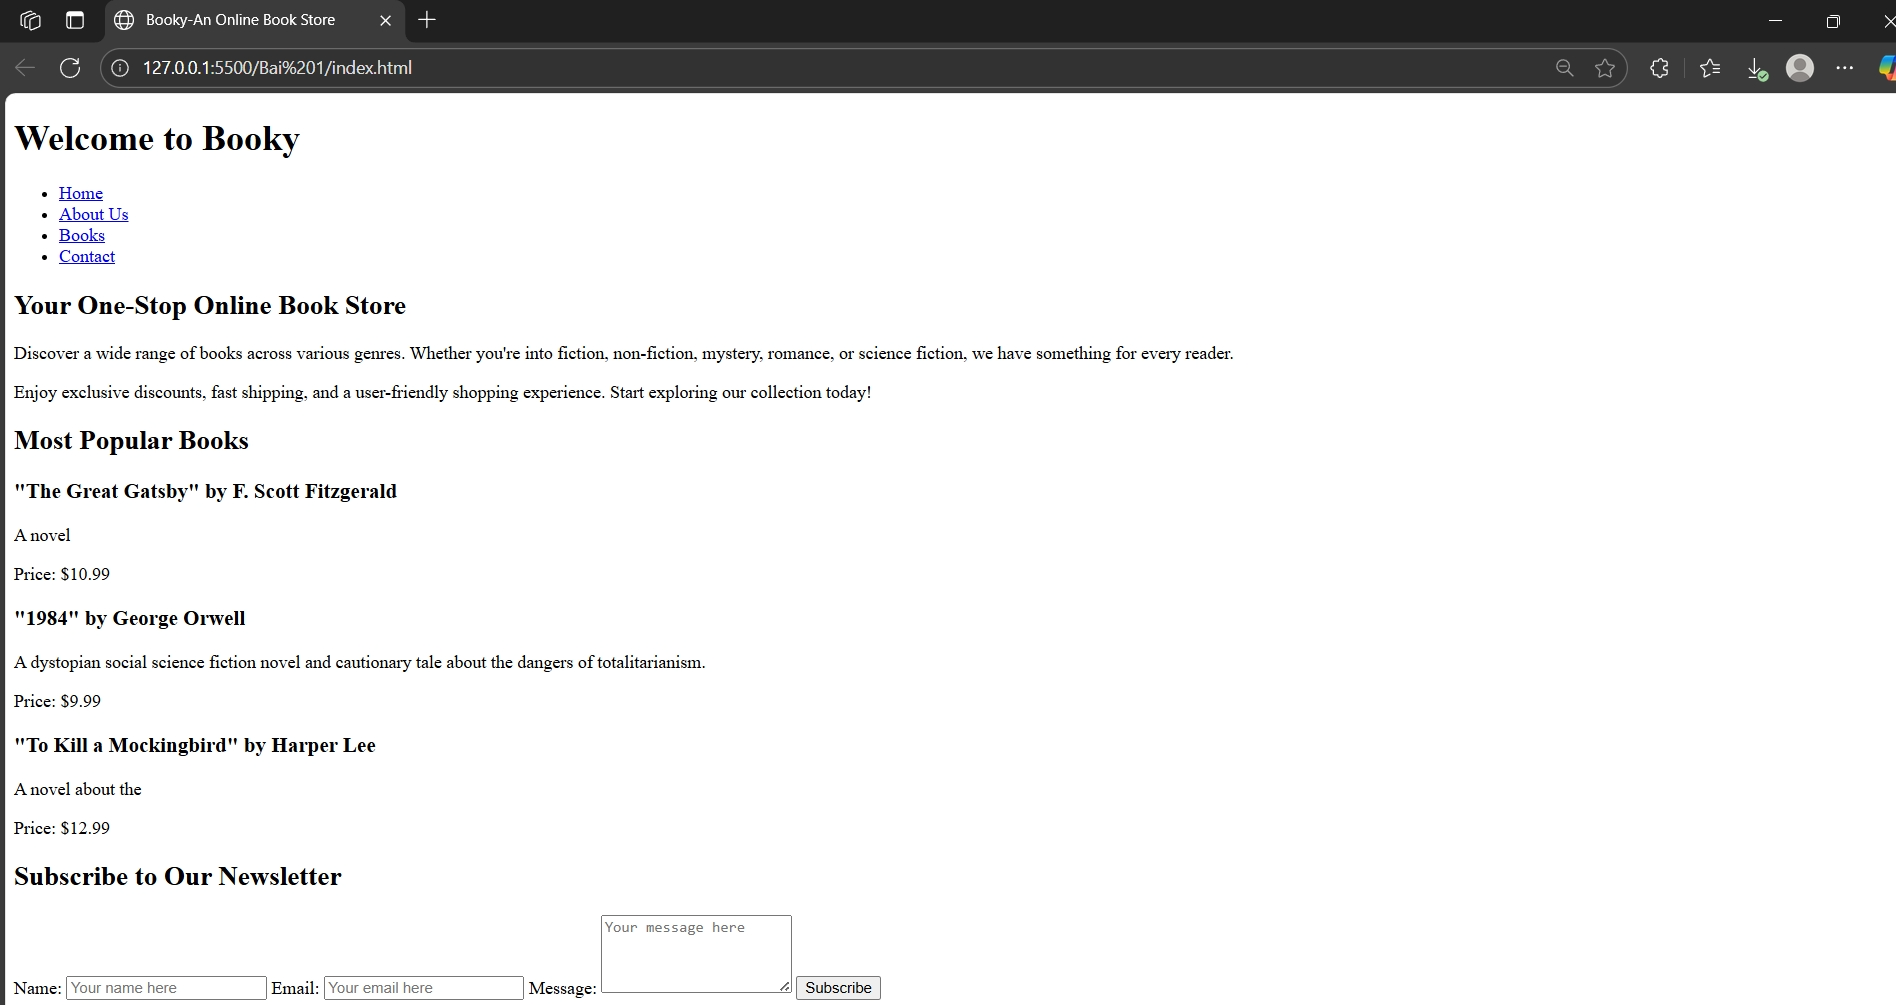 Booky-An Online Book Store
127.0.0.1:5500/Bai%201/index.html
Welcome to Booky
Home
About Us
Books
Contact
Your One-Stop Online Book Store
Discover a wide range of books across various genres. Whether you're into fiction, non-fiction, mystery, romance, or science fiction, we have something for every reader.
Enjoy exclusive discounts, fast shipping, and a user-friendly shopping experience. Start exploring our collection today!
Most Popular Books
"The Great Gatsby" by F. Scott Fitzgerald
A novel
Price: $10.99
"1984" by George Orwell
A dystopian social science fiction novel and cautionary tale about the dangers of totalitarianism.
Price: $9.99
"To Kill a Mockingbird" by Harper Lee
A novel about the
Price: $12.99
Subscribe to Our Newsletter
Your message here
Name: Your name here Email: Your email here Message: Subscribe